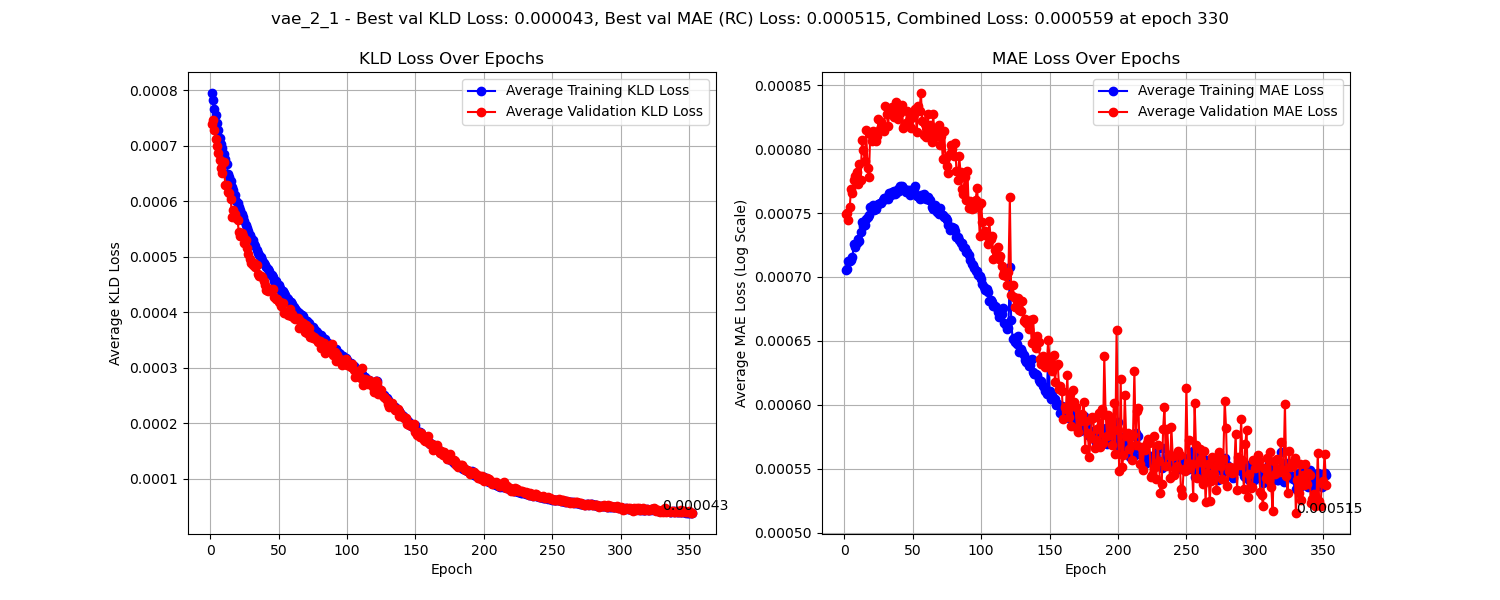 vae_2_1 - Best val KLD Loss: 0.000043, Best val MAE (RC) Loss: 0.000515, Combined Loss: 0.000559 at epoch 330
KLD Loss Over Epochs
Average Training KLD Loss
Average Validation KLD Loss
Average KLD Loss
0.0008
0.0007
0.0006
0.0005
0.0004
0.0003
0.0002
0.0001
0.000043
0 50 100 150 200 250 300 350
Epoch
MAE Loss Over Epochs
Average Training MAE Loss
Average Validation MAE Loss
Average MAE Loss (Log Scale)
0.00085
0.00080
0.00075
0.00070
0.00065
0.00060
0.00055
0.00050
0.000515
0 50 100 150 200 250 300 350
Epoch